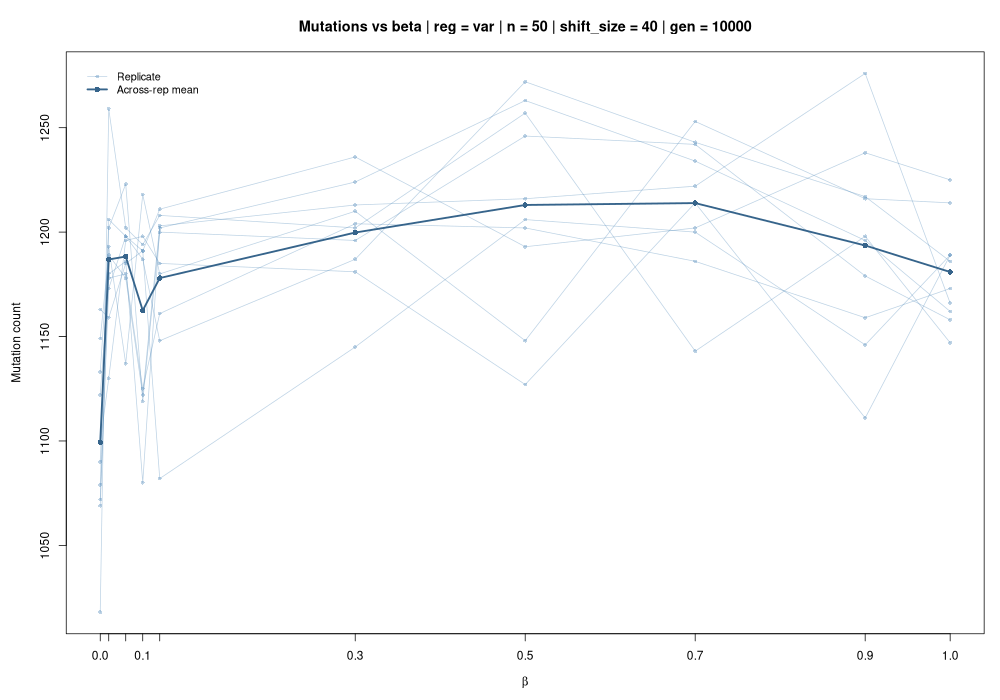 Mutations vs beta | reg = var | n = 50 | shift_size = 40 | gen = 10000
Replicate
Across-rep mean
Mutation count
1250
1200
1150
1100
1050
0.0 0.1 0.3 0.5 0.7 0.9 1.0
β